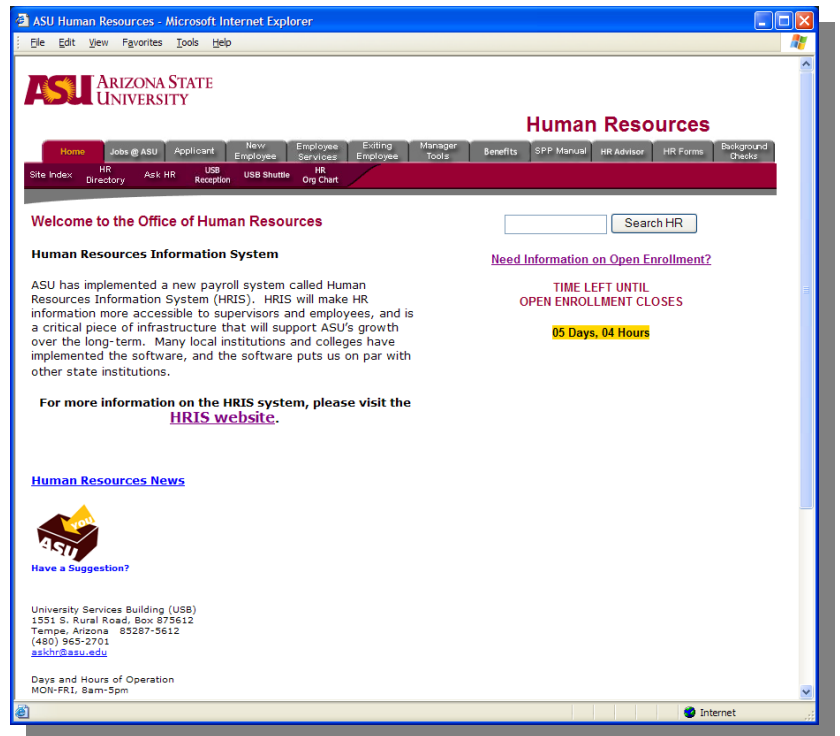 ASU Human Resources - Microsoft Internet Explorer
File Edit View Favorites Tools Help
ASU ARIZONA STATE UNIVERSITY
Human Resources
Home Jobs @ ASU Applicant New Employee Employee Services Exiting Employee Manager Tools Benefits SPP Manual HR Advisor HR Forms Background Checks
Site Index HR Directory Ask HR USB Reception USB Shuttle HR Org Chart
Welcome to the Office of Human Resources
Search HR
Human Resources Information System
Need Information on Open Enrollment?
ASU has implemented a new payroll system called Human
Resources Information System (HRIS). HRIS will make HR
information more accessible to supervisors and employees, and is
a critical piece of infrastructure that will support ASU's growth
over the long-term. Many local institutions and colleges have
implemented the software, and the software puts us on par with
other state institutions.
TIME LEFT UNTIL
OPEN ENROLLMENT CLOSES
05 Days, 04 Hours
For more information on the HRIS system, please visit the
HRIS website.
Human Resources News
YOU
ASU
Have a Suggestion?
University Services Building (USB)
1551 S. Rural Road, Box 875612
Tempe, Arizona 85287-5612
(480) 965-2701
askhr@asu.edu
Days and Hours of Operation
MON-FRI, 8am-5pm
Internet